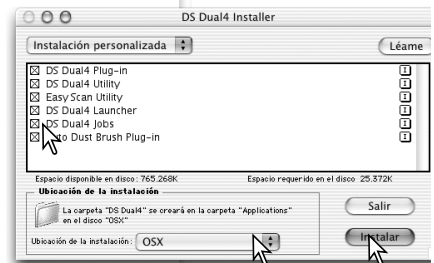 DS Dual4 Installer
Instalación personalizada
Léame
DS Dual4 Plug-in
DS Dual4 Utility
Easy Scan Utility
DS Dual4 Launcher
DS Dual4 Jobs
Auto Dust Brush Plug-in
Espacio disponible en disco: 765.268K Espacio requerido en el disco 25.372K
Ubicación de la instalación
La carpeta "DS Dual4" se creará en la carpeta "Applications"
en el disco "OSX"
Salir
Ubicación de la instalación: OSX
Instalar